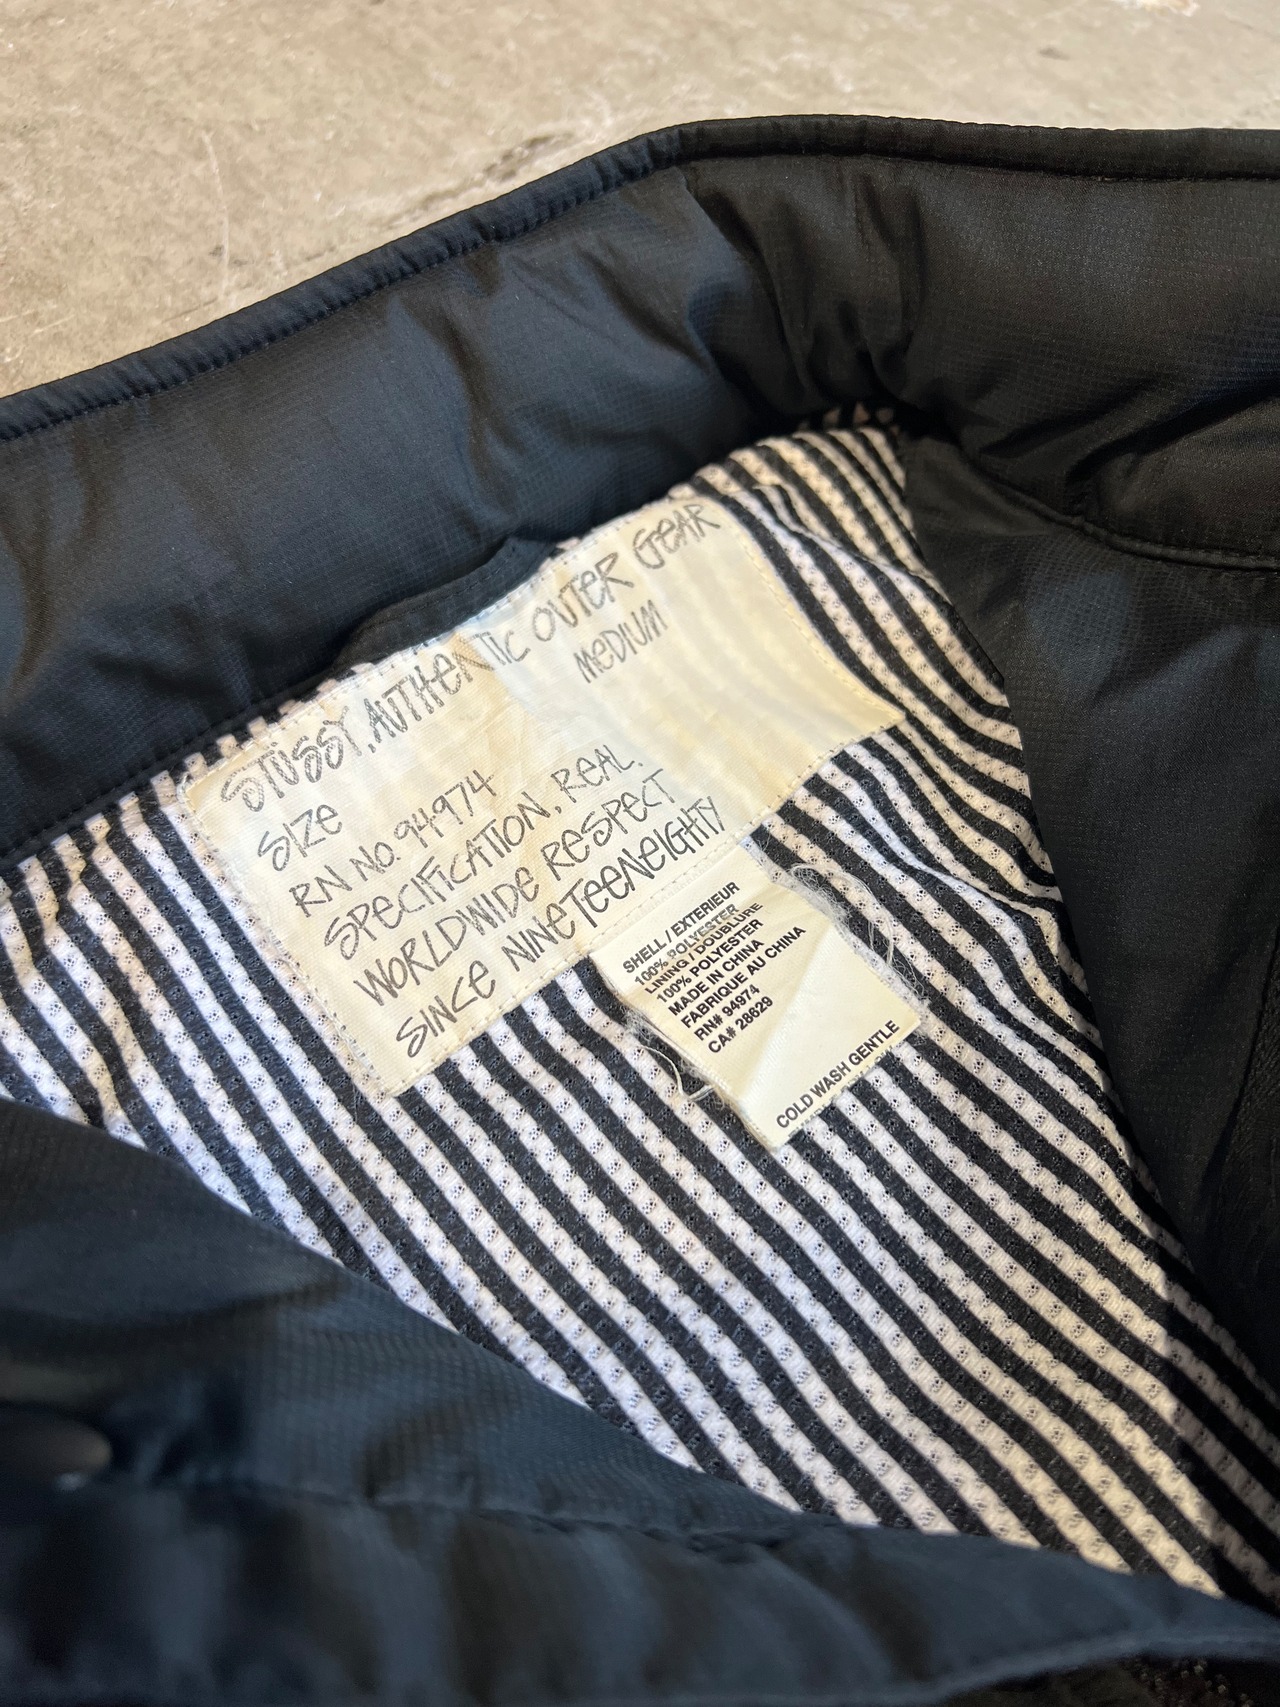 STÜSSY, AUTHENTIC OUTER GEAR
SIZE MEDIUM
RN NO. 94974
SPECIFICATION, REAL.
WORLDWIDE RESPECT
SINCE NINETEENEIGHTY
SHELL / EXTERIEUR
100% POLYESTER
LINING / DOUBLURE
100% POLYESTER
MADE IN CHINA
FABRIQUE AU CHINA
RN# 94974
CA# 28629
COLD WASH GENTLE